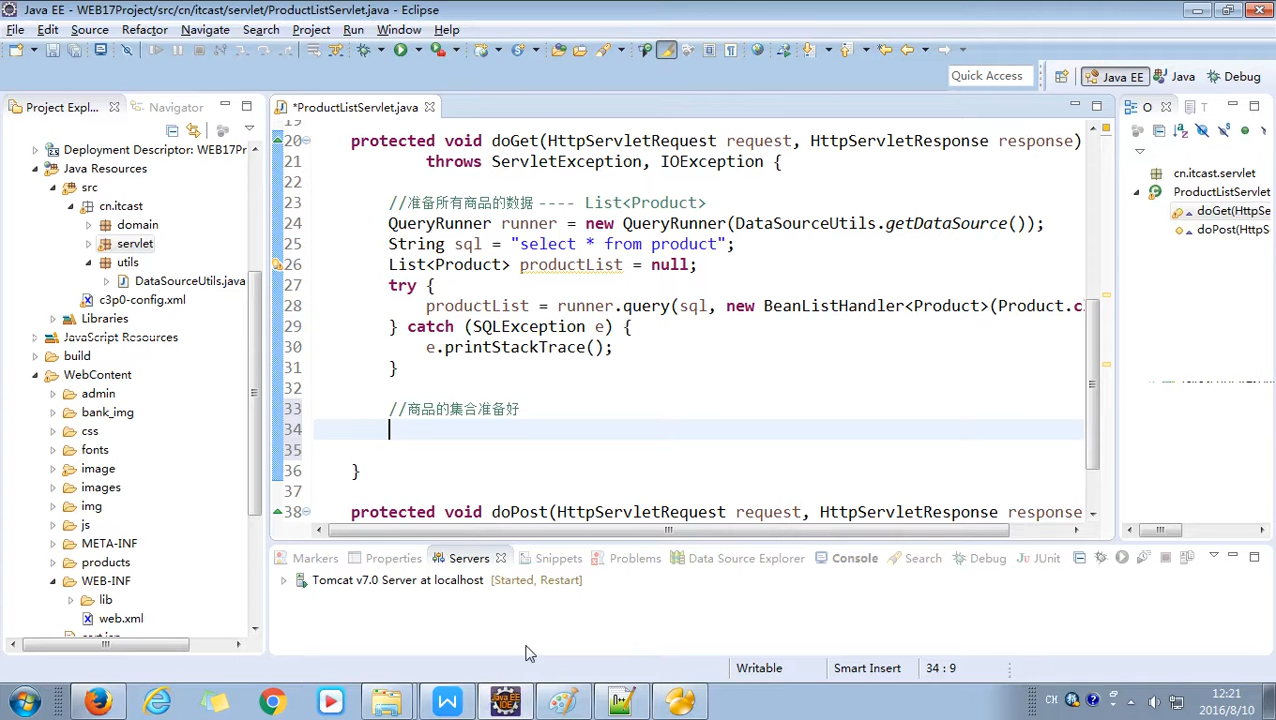 Java EE - WEB17Project/src/cn/itcast/servlet/ProductListServlet.java - Eclipse
File Edit Source Refactor Navigate Search Project Run Window Help
Quick Access
Java EE
Java
Debug
Project Expl...
Navigator
*ProductListServlet.java
O
T
Deployment Descriptor: WEB17Pr
Java Resources
src
cn.itcast
domain
servlet
utils
DataSourceUtils.java
c3p0-config.xml
Libraries
JavaScript Resources
build
WebContent
admin
bank_img
css
fonts
image
images
img
js
META-INF
products
WEB-INF
lib
web.xml
19
20 protected void doGet(HttpServletRequest request, HttpServletResponse response)
21 throws ServletException, IOException {
22
23 //准备所有商品的数据 ---- List<Product>
24 QueryRunner runner = new QueryRunner(DataSourceUtils.getDataSource());
25 String sql = "select * from product";
26 List<Product> productList = null;
27 try {
28 productList = runner.query(sql, new BeanListHandler<Product>(Product.c
29 } catch (SQLException e) {
30 e.printStackTrace();
31 }
32
33 //商品的集合准备好
34
35
36 }
37
38 protected void doPost(HttpServletRequest request, HttpServletResponse response
cn.itcast.servlet
ProductListServlet
doGet(HttpSe
doPost(HttpS
Markers Properties Servers Snippets Problems Data Source Explorer Console Search Debug JUnit
Tomcat v7.0 Server at localhost [Started, Restart]
Writable Smart Insert 34 : 9
CH
12:21
2016/8/10